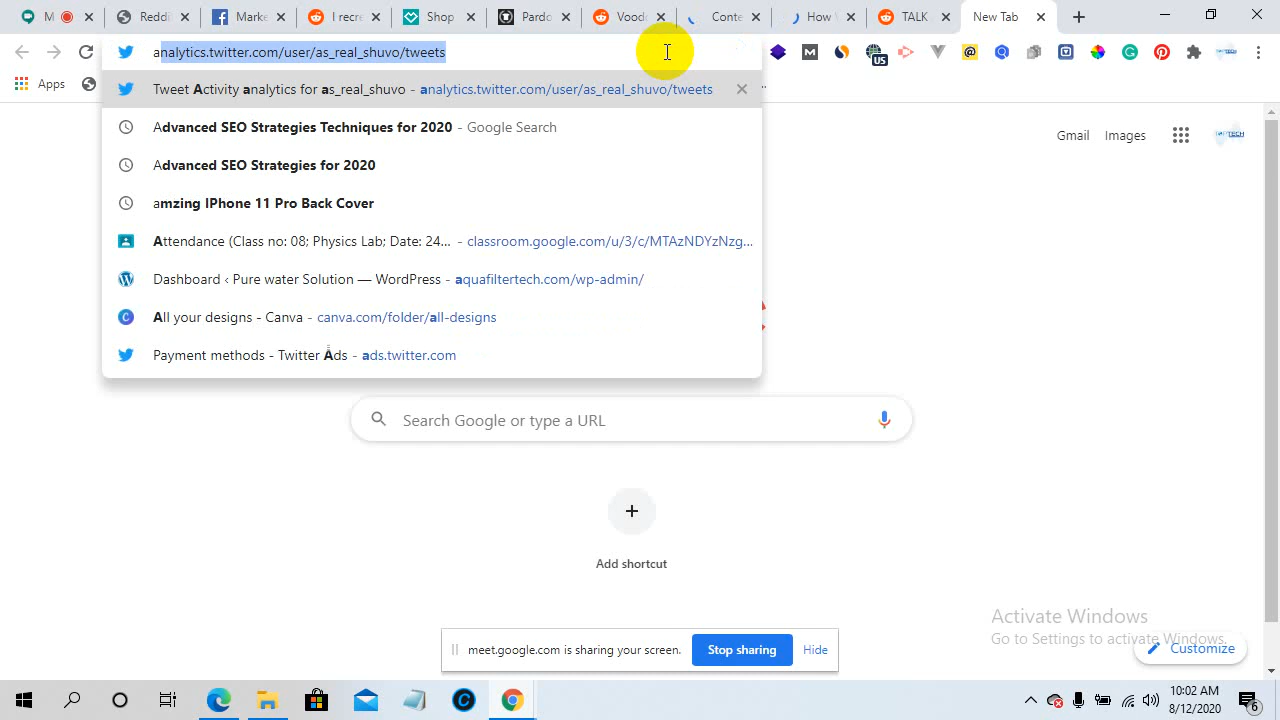 M
Reddi
Marke
I recre
Shop
Pardo
Vood
Conte
How V
TALK
New Tab
analytics.twitter.com/user/as_real_shuvo/tweets
US
Apps
Tweet Activity analytics for as_real_shuvo - analytics.twitter.com/user/as_real_shuvo/tweets
Advanced SEO Strategies Techniques for 2020 - Google Search
Advanced SEO Strategies for 2020
amzing IPhone 11 Pro Back Cover
Attendance (Class no: 08; Physics Lab; Date: 24... - classroom.google.com/u/3/c/MTAzNDYzNzg...
Dashboard ‹ Pure water Solution — WordPress - aquafiltertech.com/wp-admin/
All your designs - Canva - canva.com/folder/all-designs
Payment methods - Twitter Ads - ads.twitter.com
Gmail Images
Search Google or type a URL
Add shortcut
Activate Windows
Go to Settings to activate Windows.
Customize
meet.google.com is sharing your screen. Stop sharing Hide
10:02 AM
8/12/2020
6